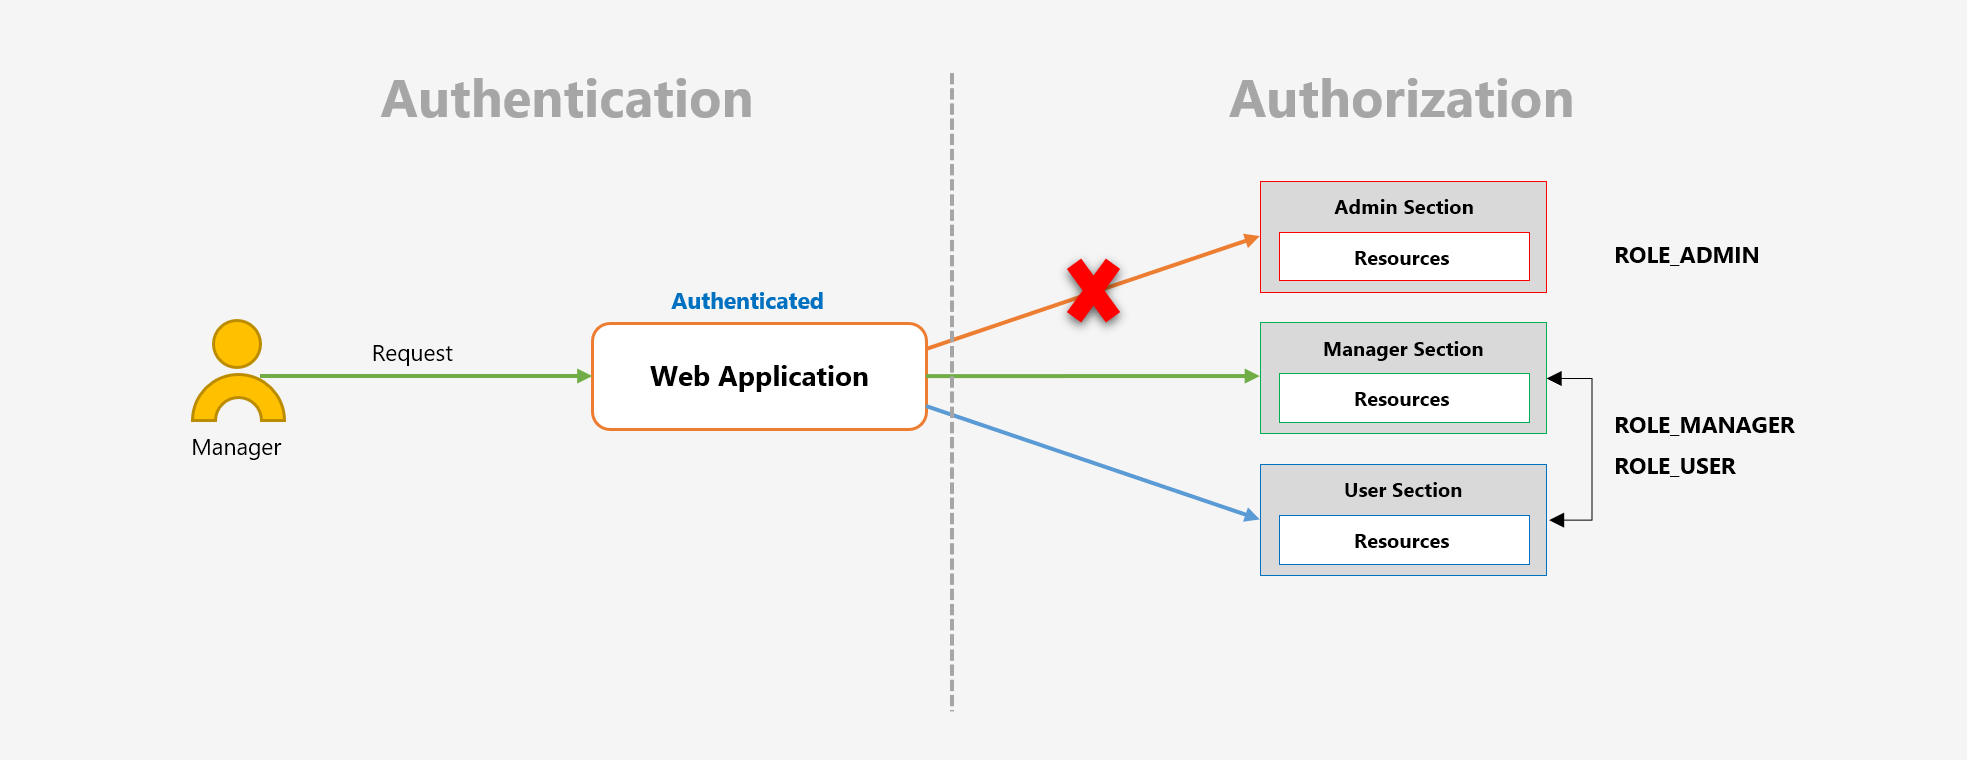 Authentication
Authorization
Admin Section
Resources
ROLE_ADMIN
Authenticated
Request
Web Application
Manager
Manager Section
Resources
ROLE_MANAGER
ROLE_USER
User Section
Resources